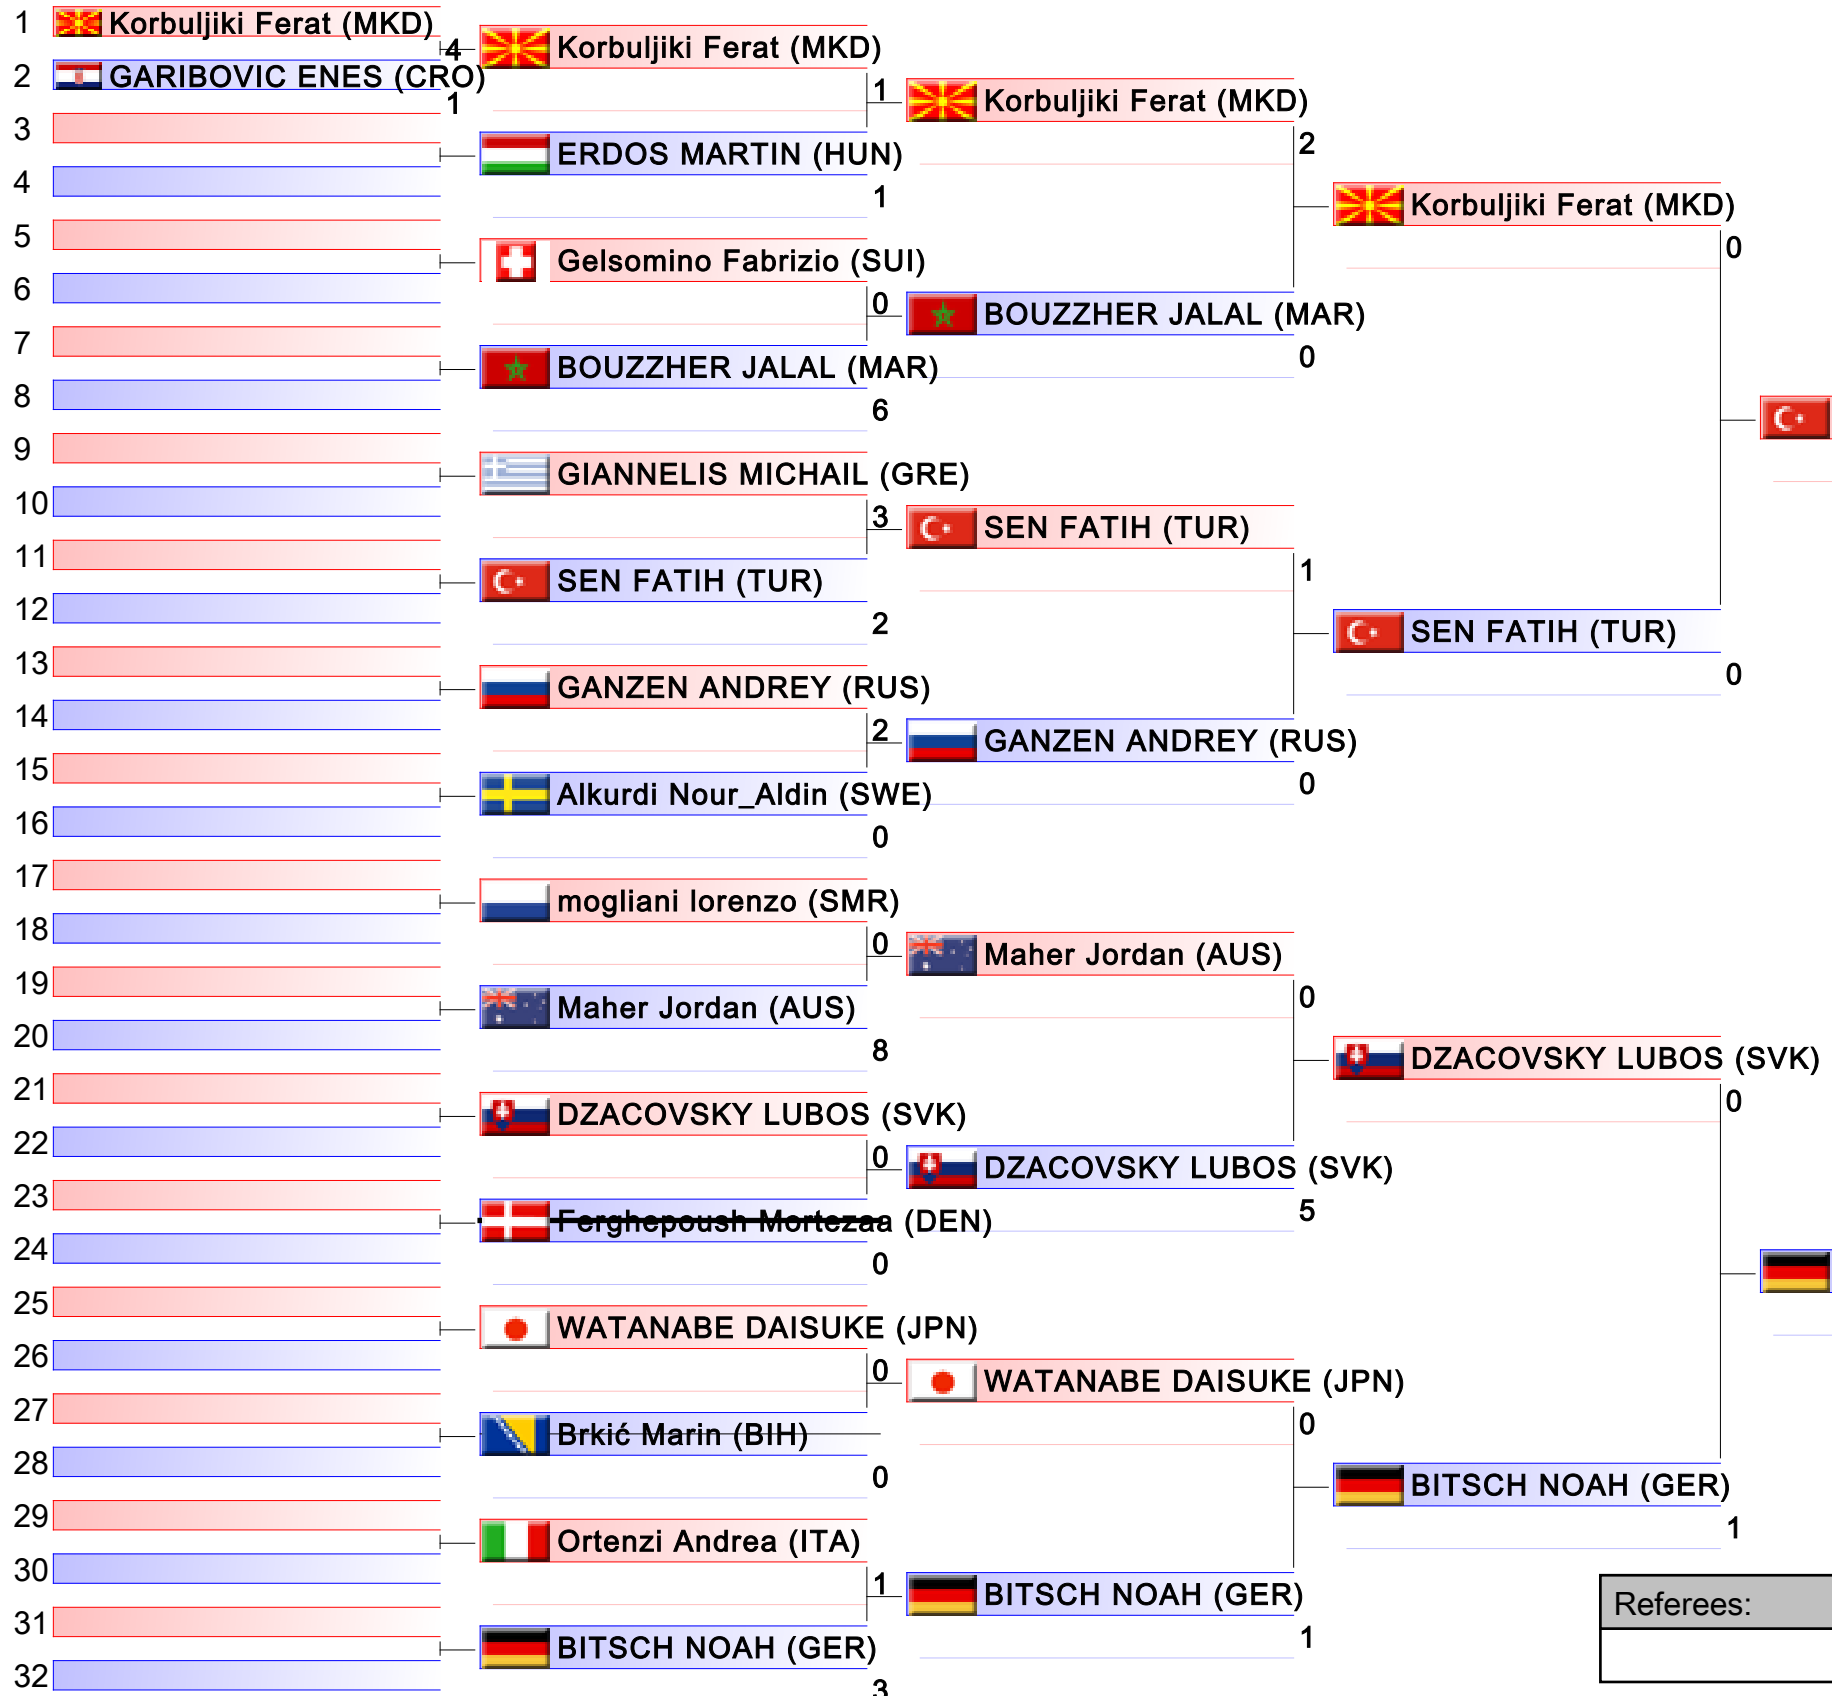 1 Korbuljiki Ferat (MKD)
4
2 GARIBOVIC ENES (CRO)
1
3
4
5
6
7
8
9
10
11
12
13
14
15
16
17
18
19
20
21
22
23
24
25
26
27
28
29
30
31
32
Korbuljiki Ferat (MKD)
1
ERDOS MARTIN (HUN)
1
Gelsomino Fabrizio (SUI)
0
BOUZZHER JALAL (MAR)
6
GIANNELIS MICHAIL (GRE)
3
SEN FATIH (TUR)
2
GANZEN ANDREY (RUS)
2
Alkurdi Nour_Aldin (SWE)
0
mogliani lorenzo (SMR)
0
Maher Jordan (AUS)
8
DZACOVSKY LUBOS (SVK)
0
Ferghepoush Mortezaa (DEN)
0
WATANABE DAISUKE (JPN)
0
Brkić Marin (BIH)
0
Ortenzi Andrea (ITA)
1
BITSCH NOAH (GER)
3
Korbuljiki Ferat (MKD)
2
BOUZZHER JALAL (MAR)
0
SEN FATIH (TUR)
1
GANZEN ANDREY (RUS)
0
Maher Jordan (AUS)
0
DZACOVSKY LUBOS (SVK)
5
WATANABE DAISUKE (JPN)
0
BITSCH NOAH (GER)
1
Korbuljiki Ferat (MKD)
0
SEN FATIH (TUR)
0
DZACOVSKY LUBOS (SVK)
0
BITSCH NOAH (GER)
1
Referees: